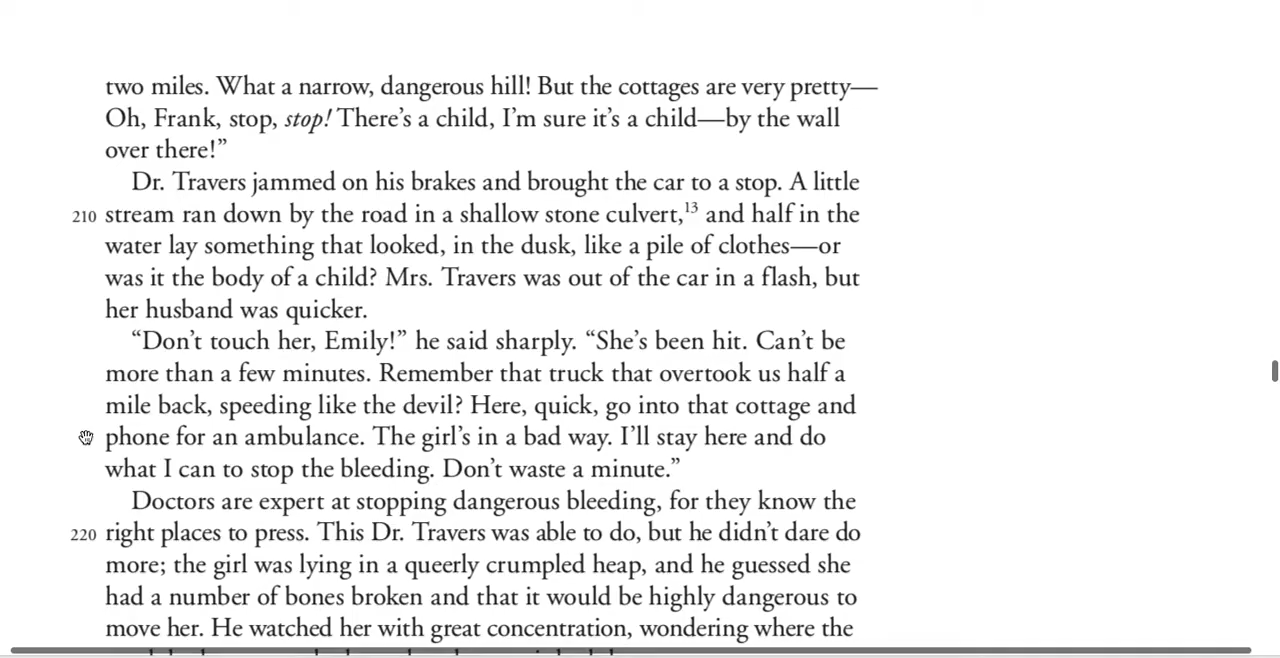 two miles. What a narrow, dangerous hill! But the cottages are very pretty—
Oh, Frank, stop, stop! There’s a child, I’m sure it’s a child—by the wall
over there!”
Dr. Travers jammed on his brakes and brought the car to a stop. A little
210 stream ran down by the road in a shallow stone culvert,13 and half in the
water lay something that looked, in the dusk, like a pile of clothes—or
was it the body of a child? Mrs. Travers was out of the car in a flash, but
her husband was quicker.
“Don’t touch her, Emily!” he said sharply. “She’s been hit. Can’t be
more than a few minutes. Remember that truck that overtook us half a
mile back, speeding like the devil? Here, quick, go into that cottage and
phone for an ambulance. The girl’s in a bad way. I’ll stay here and do
what I can to stop the bleeding. Don’t waste a minute.”
Doctors are expert at stopping dangerous bleeding, for they know the
220 right places to press. This Dr. Travers was able to do, but he didn’t dare do
more; the girl was lying in a queerly crumpled heap, and he guessed she
had a number of bones broken and that it would be highly dangerous to
move her. He watched her with great concentration, wondering where the